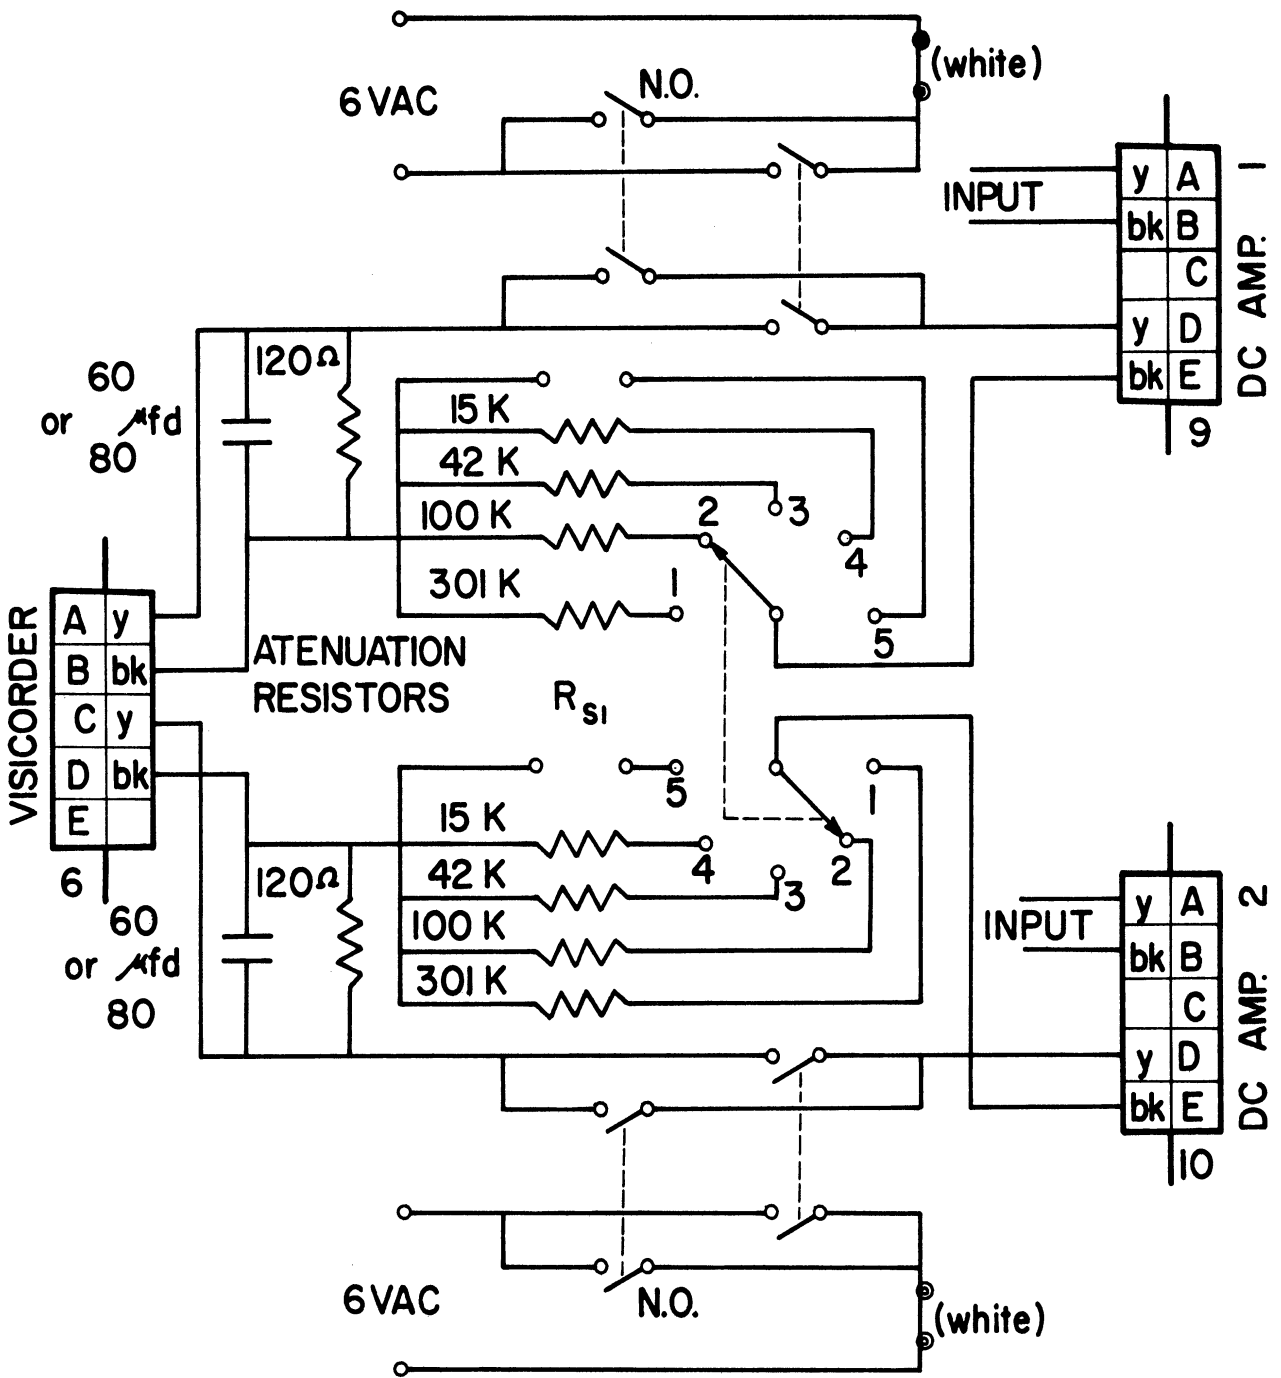 (white)
N.O.
6 VAC
y A
INPUT
bk B
C
y D
bk E
DC AMP. 1
9
120Ω
60
or μfd
80
15 K
42 K
100 K
301 K
1
2
3
4
5
VISICORDER
A y
B bk
C y
D bk
E
6
ATENUATION
RESISTORS
R S1
5
1
15 K
4
2
42 K
3
100 K
301 K
120Ω
60
or μfd
80
y A
INPUT
bk B
C
y D
bk E
DC AMP. 2
10
6 VAC
N.O.
(white)